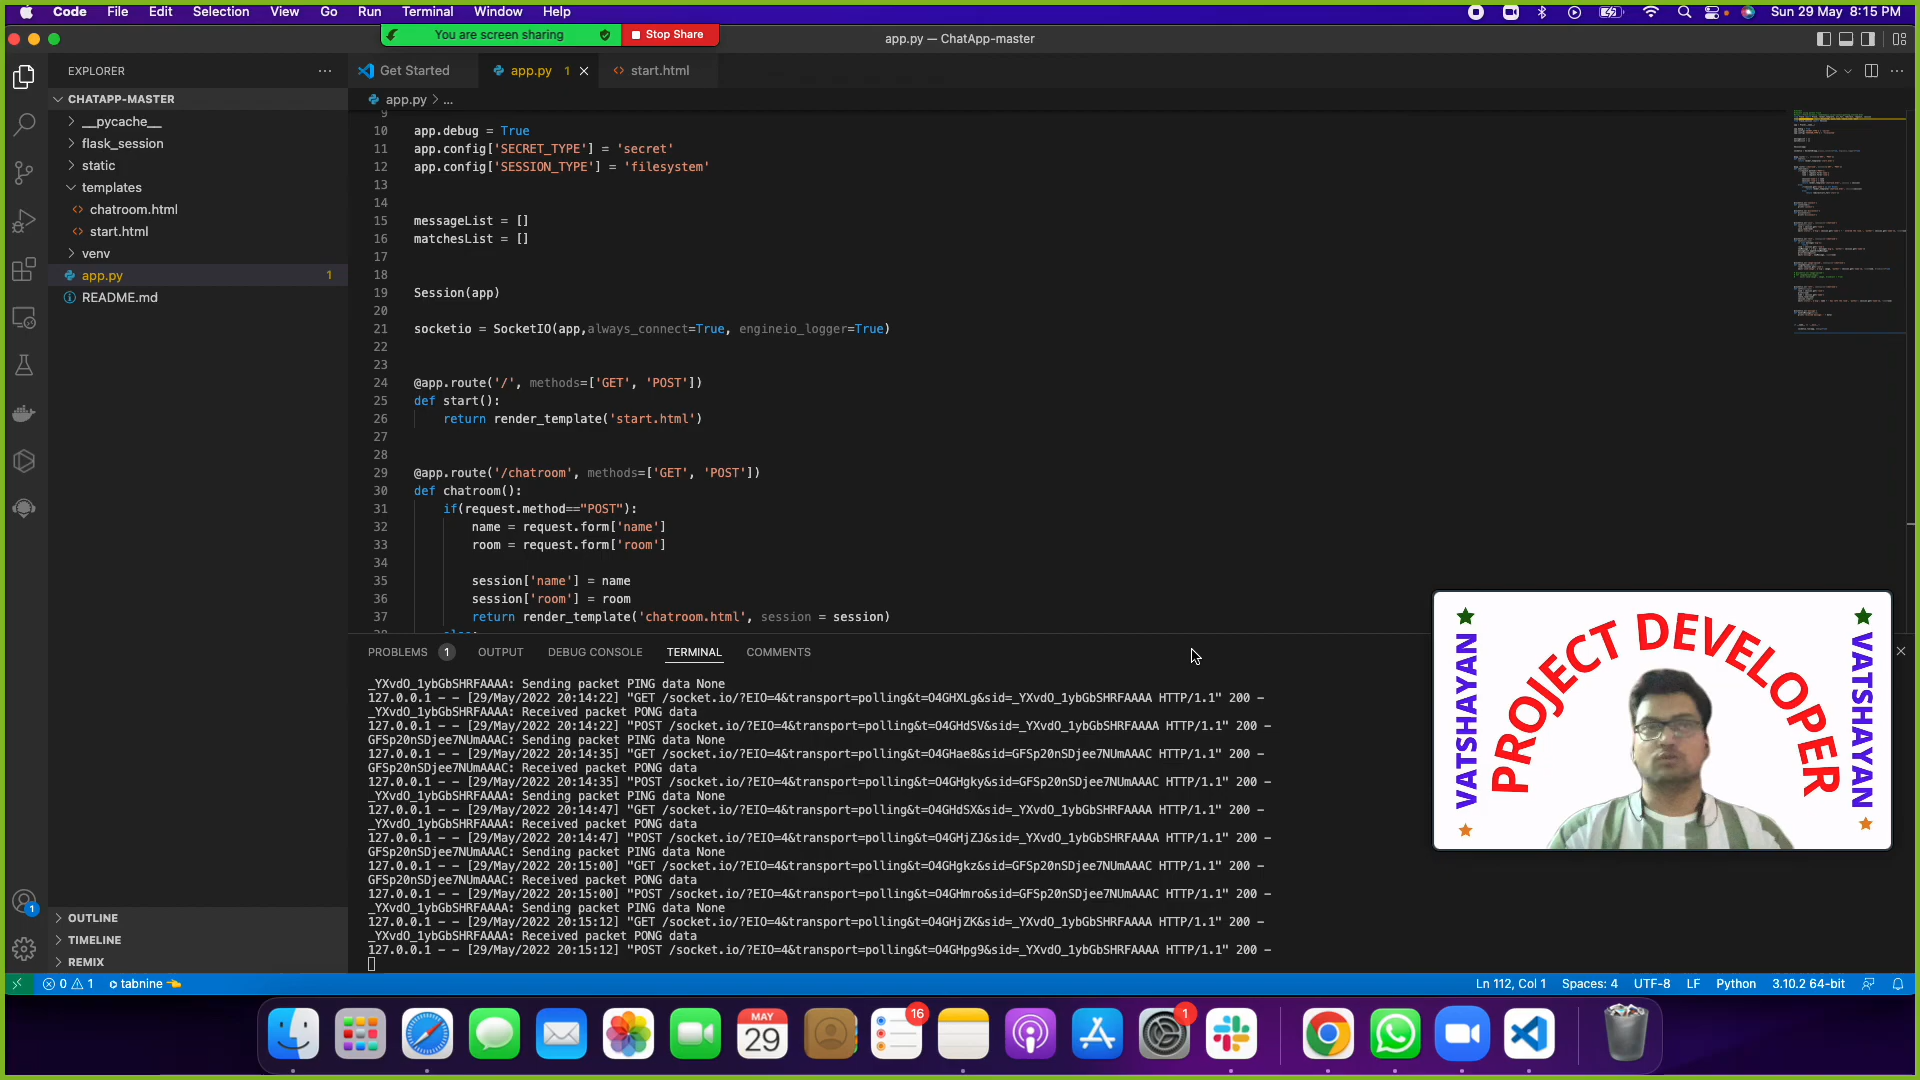 Code File Edit Selection View Go Run Terminal Window Help
Sun 29 May 8:15 PM
You are screen sharing
Stop Share
app.py — ChatApp-master
EXPLORER
Get Started
app.py 1
start.html
CHATAPP-MASTER
app.py > ...
__pycache__
flask_session
static
templates
chatroom.html
start.html
venv
app.py 1
README.md
9
10 app.debug = True
11 app.config['SECRET_TYPE'] = 'secret'
12 app.config['SESSION_TYPE'] = 'filesystem'
13
14
15 messageList = []
16 matchesList = []
17
18
19 Session(app)
20
21 socketio = SocketIO(app,always_connect=True, engineio_logger=True)
22
23
24 @app.route('/', methods=['GET', 'POST'])
25 def start():
26 return render_template('start.html')
27
28
29 @app.route('/chatroom', methods=['GET', 'POST'])
30 def chatroom():
31 if(request.method=="POST"):
32 name = request.form['name']
33 room = request.form['room']
34
35 session['name'] = name
36 session['room'] = room
37 return render_template('chatroom.html', session = session)
38 else:
PROBLEMS 1 OUTPUT DEBUG CONSOLE TERMINAL COMMENTS
_YXvdO_1ybGbSHRFAAAA: Sending packet PING data None
127.0.0.1 - - [29/May/2022 20:14:22] "GET /socket.io/?EIO=4&transport=polling&t=O4GHXLg&sid=_YXvdO_1ybGbSHRFAAAA HTTP/1.1" 200 -
_YXvdO_1ybGbSHRFAAAA: Received packet PONG data
127.0.0.1 - - [29/May/2022 20:14:22] "POST /socket.io/?EIO=4&transport=polling&t=O4GHdSV&sid=_YXvdO_1ybGbSHRFAAAA HTTP/1.1" 200 -
GFSp20nSDjee7NUmAAAC: Sending packet PING data None
127.0.0.1 - - [29/May/2022 20:14:35] "GET /socket.io/?EIO=4&transport=polling&t=O4GHae8&sid=GFSp20nSDjee7NUmAAAC HTTP/1.1" 200 -
GFSp20nSDjee7NUmAAAC: Received packet PONG data
127.0.0.1 - - [29/May/2022 20:14:35] "POST /socket.io/?EIO=4&transport=polling&t=O4GHgky&sid=GFSp20nSDjee7NUmAAAC HTTP/1.1" 200 -
_YXvdO_1ybGbSHRFAAAA: Sending packet PING data None
127.0.0.1 - - [29/May/2022 20:14:47] "GET /socket.io/?EIO=4&transport=polling&t=O4GHdSX&sid=_YXvdO_1ybGbSHRFAAAA HTTP/1.1" 200 -
_YXvdO_1ybGbSHRFAAAA: Received packet PONG data
127.0.0.1 - - [29/May/2022 20:14:47] "POST /socket.io/?EIO=4&transport=polling&t=O4GHjZJ&sid=_YXvdO_1ybGbSHRFAAAA HTTP/1.1" 200 -
GFSp20nSDjee7NUmAAAC: Sending packet PING data None
127.0.0.1 - - [29/May/2022 20:15:00] "GET /socket.io/?EIO=4&transport=polling&t=O4GHgkz&sid=GFSp20nSDjee7NUmAAAC HTTP/1.1" 200 -
GFSp20nSDjee7NUmAAAC: Received packet PONG data
127.0.0.1 - - [29/May/2022 20:15:00] "POST /socket.io/?EIO=4&transport=polling&t=O4GHmro&sid=GFSp20nSDjee7NUmAAAC HTTP/1.1" 200 -
_YXvdO_1ybGbSHRFAAAA: Sending packet PING data None
127.0.0.1 - - [29/May/2022 20:15:12] "GET /socket.io/?EIO=4&transport=polling&t=O4GHjZK&sid=_YXvdO_1ybGbSHRFAAAA HTTP/1.1" 200 -
_YXvdO_1ybGbSHRFAAAA: Received packet PONG data
127.0.0.1 - - [29/May/2022 20:15:12] "POST /socket.io/?EIO=4&transport=polling&t=O4GHpg9&sid=_YXvdO_1ybGbSHRFAAAA HTTP/1.1" 200 -
VATSHAYAN
PROJECT DEVELOPER
VATSHAYAN
1
OUTLINE
TIMELINE
REMIX
0 1 tabnine
Ln 112, Col 1 Spaces: 4 UTF-8 LF Python 3.10.2 64-bit
MAY
29
16
1